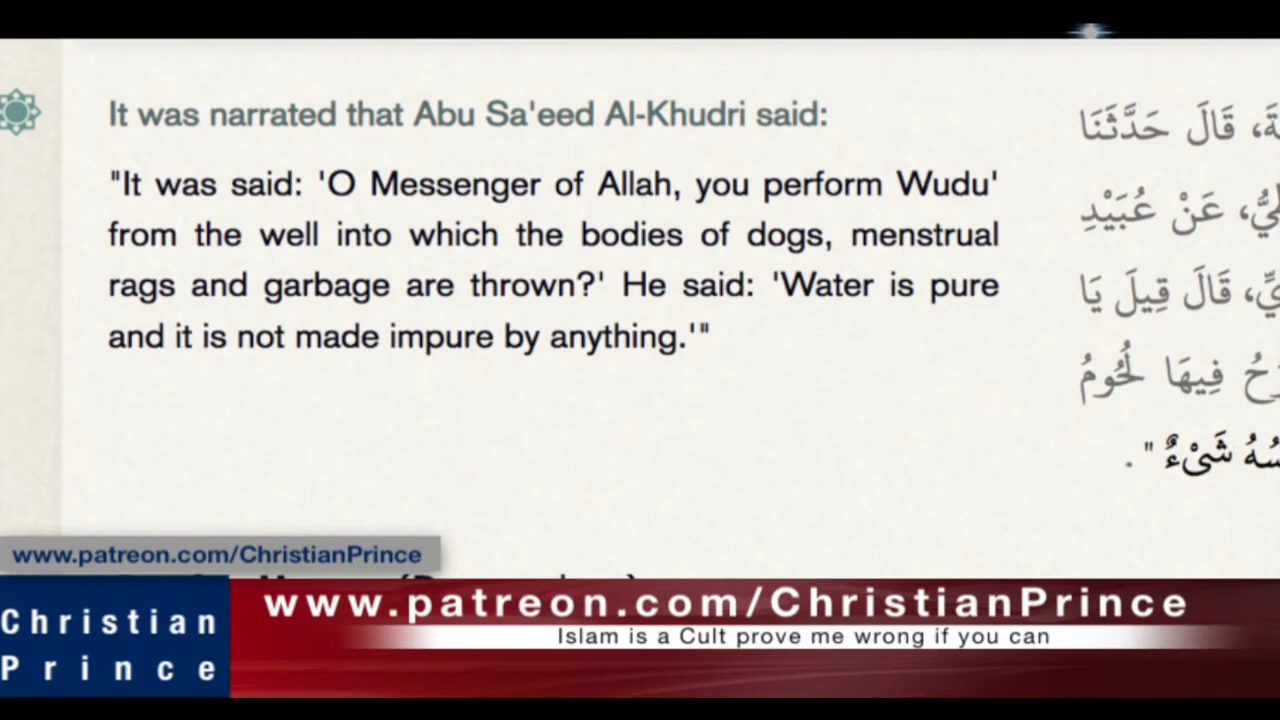 It was narrated that Abu Sa'eed Al-Khudri said:
"It was said: 'O Messenger of Allah, you perform Wudu'
from the well into which the bodies of dogs, menstrual
rags and garbage are thrown?' He said: 'Water is pure
and it is not made impure by anything.'"
قَالَ حَدَّثَنَا
عَنْ عُبَيْدِ
قَالَ قِيلَ يَا
فِيهَا لُحُومُ
شَىْءٌ " .
www.patreon.com/ChristianPrince
www.patreon.com/ChristianPrince
Islam is a Cult prove me wrong if you can
Christian
Prince